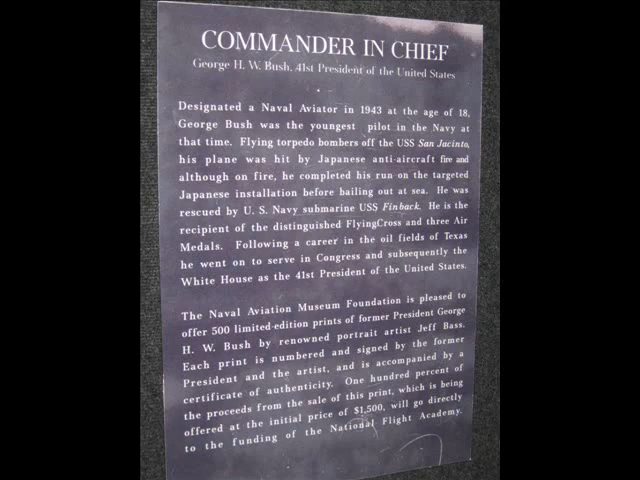 COMMANDER IN CHIEF
George H. W. Bush, 41st President of the United States
Designated a Naval Aviator in 1943 at the age of 18,
George Bush was the youngest pilot in the Navy at
that time. Flying torpedo bombers off the USS San Jacinto,
his plane was hit by Japanese anti-aircraft fire and
although on fire, he completed his run on the targeted
Japanese installation before bailing out at sea. He was
rescued by U. S. Navy submarine USS Finback. He is the
recipient of the distinguished FlyingCross and three Air
Medals. Following a career in the oil fields of Texas
he went on to serve in Congress and subsequently the
White House as the 41st President of the United States.
The Naval Aviation Museum Foundation is pleased to
offer 500 limited-edition prints of former President George
H. W. Bush by renowned portrait artist Jeff Bass.
Each print is numbered and signed by the former
President and the artist, and is accompanied by a
certificate of authenticity. One hundred percent of
the proceeds from the sale of this print, which is being
offered at the initial price of $1,500, will go directly
to the funding of the National Flight Academy.